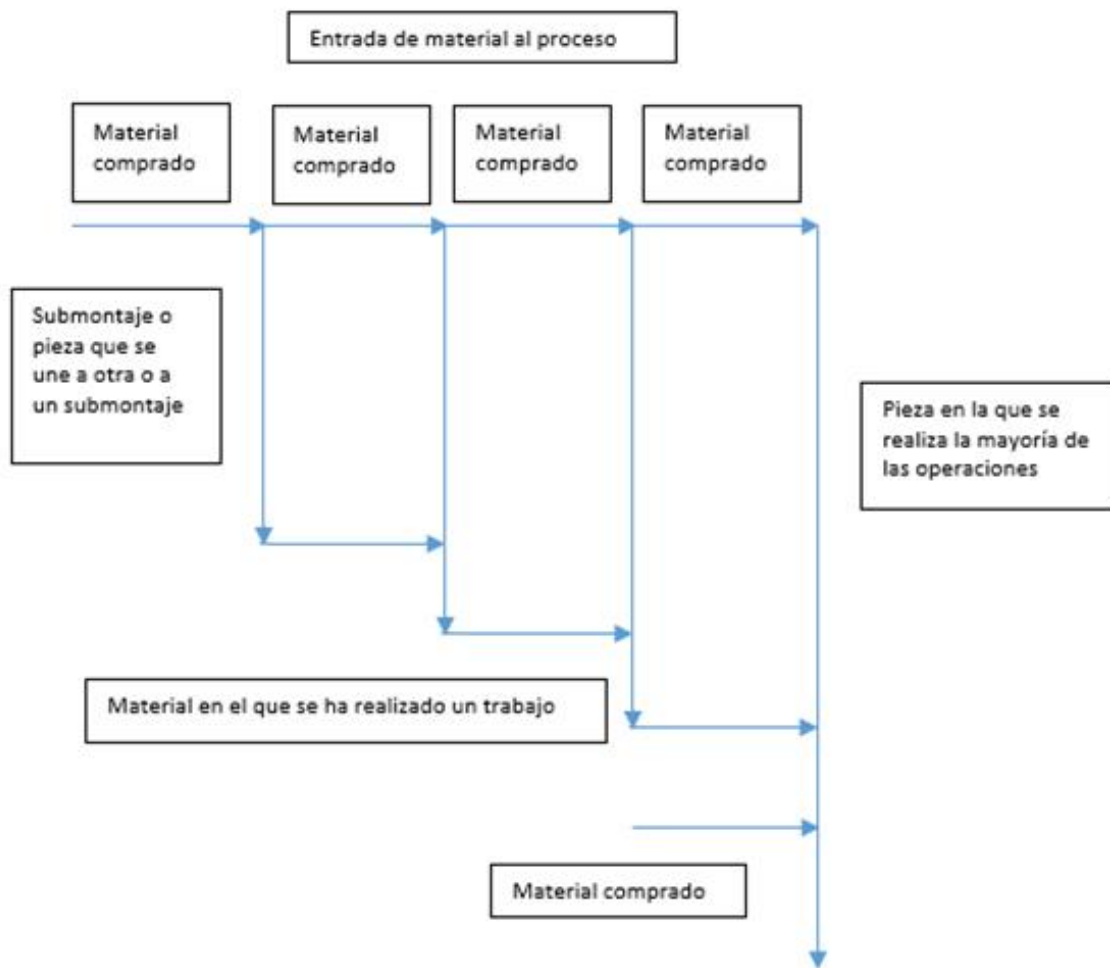 Entrada de material al proceso
Material
comprado
Material
comprado
Material
comprado
Material
comprado
Submontaje o
pieza que se
une a otra o a
un submontaje
Pieza en la que se
realiza la mayoría de
las operaciones
Material en el que se ha realizado un trabajo
Material comprado